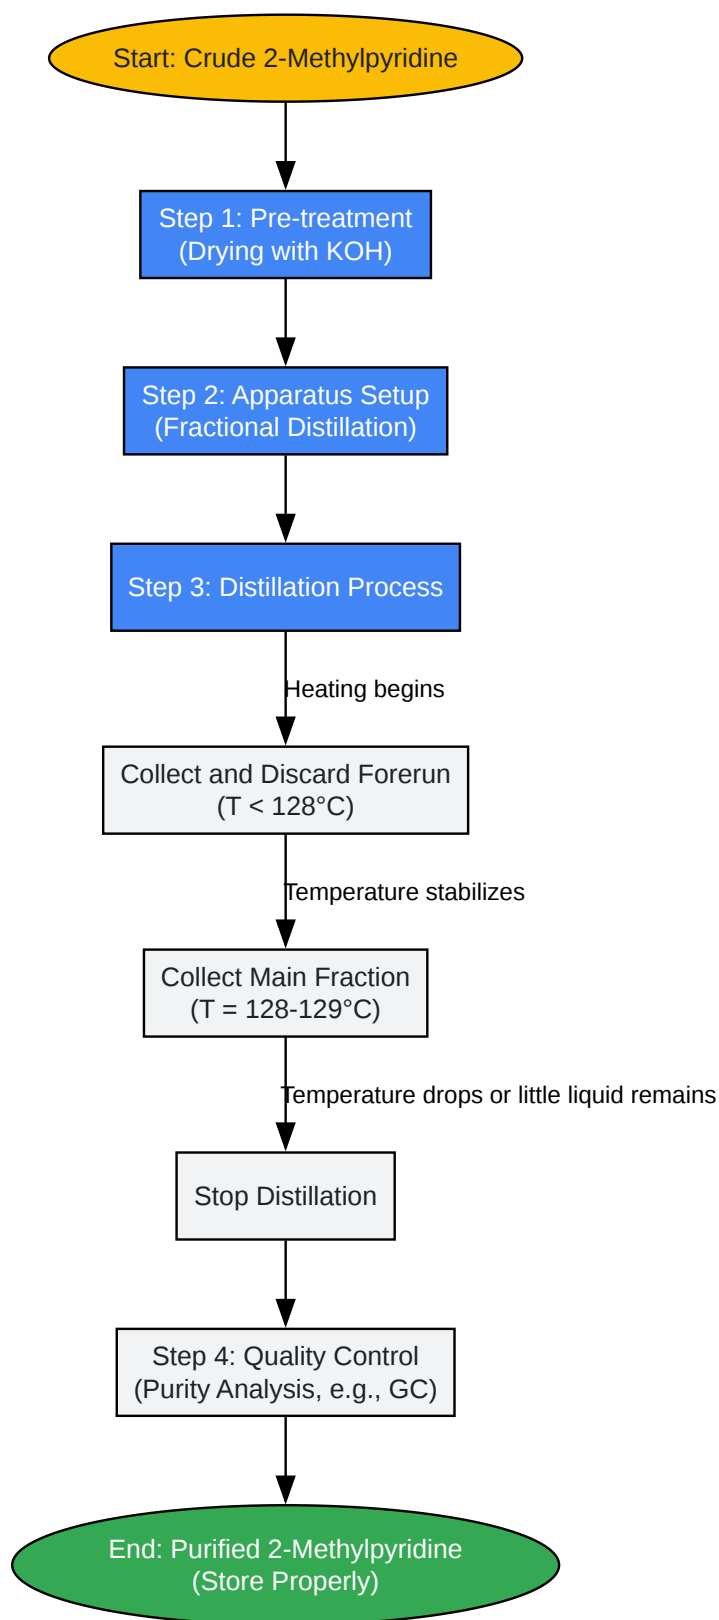 Start: Crude 2-Methylpyridine
Step 1: Pre-treatment
(Drying with KOH)
Step 2: Apparatus Setup
(Fractional Distillation)
Step 3: Distillation Process
Heating begins
Collect and Discard Forerun
(T < 128°C)
Temperature stabilizes
Collect Main Fraction
(T = 128-129°C)
Temperature drops or little liquid remains
Stop Distillation
Step 4: Quality Control
(Purity Analysis, e.g., GC)
End: Purified 2-Methylpyridine
(Store Properly)